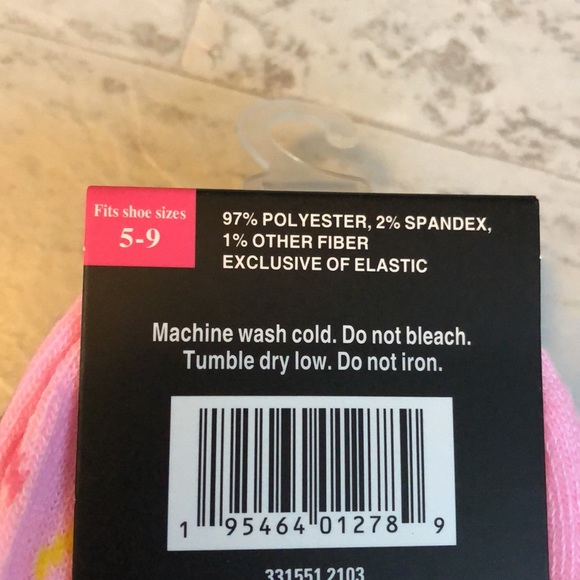 Fits shoe sizes
5-9
97% POLYESTER, 2% SPANDEX,
1% OTHER FIBER
EXCLUSIVE OF ELASTIC
Machine wash cold. Do not bleach.
Tumble dry low. Do not iron.
1 95464 01278 9
331551 2103